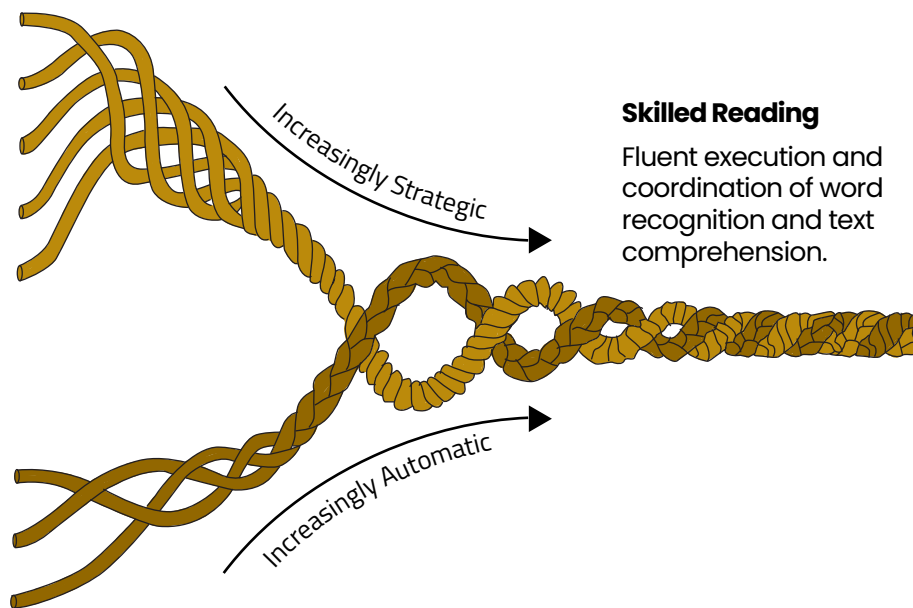 Increasingly Strategic
Skilled Reading
Fluent execution and
coordination of word
recognition and text
comprehension.
Increasingly Automatic